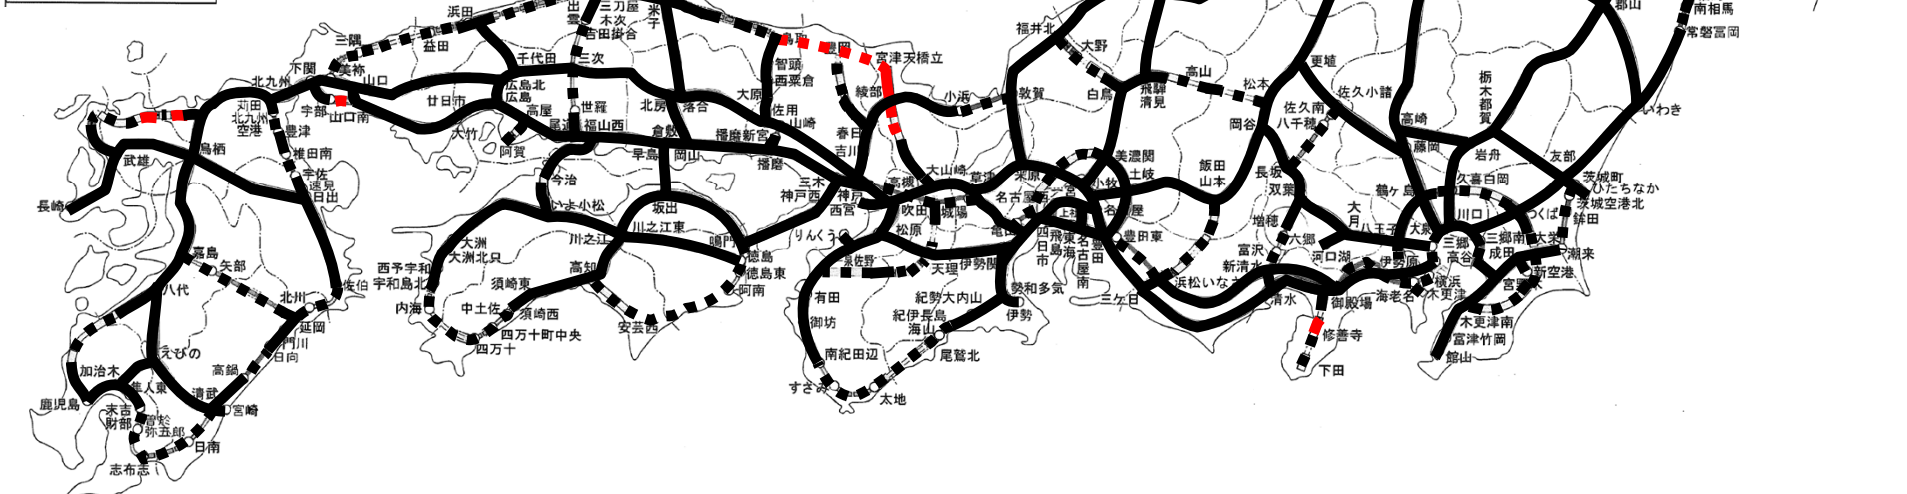 浜田
出雲
三刀屋
木次
吉田掛合
米子
鳥取
豊岡
宮津天橋立
福井北
大野
郡山
南相馬
常磐富岡
三隅
益田
千代田
三次
智頭
西粟倉
大原
佐用
山崎
綾部
小浜
敦賀
白鳥
飛騨
清見
高山
松本
更埴
佐久小諸
佐久南
八千穂
栃木都賀
いわき
下関
美祢
山口
北九州
苅田
北九州
空港
宇部
山口南
廿日市
広島北
広島
高屋
大竹
阿賀
世羅
尾道
福山西
北房
落合
倉敷
早島
岡山
播磨新宮
播磨
春日
吉川
岡谷
高崎
藤岡
岩舟
友部
茨城町
ひたちなか
茨城空港北
鉾田
豊津
椎田南
宇佐
速見
日出
鳥栖
武雄
長崎
今治
いよ小松
坂出
川之江
川之江東
鳴門
徳島
徳島東
阿南
三木
神戸西
神戸
西宮
高槻
大山崎
草津
米原
吹田
城陽
松原
りんくう
泉佐野
天理
伊勢関
亀山
四日市
飛島
東海
名古屋南
豊田
豊田東
名古屋西
小牧
美濃関
土岐
飯田
山本
長坂
双葉
増穂
六郷
富沢
新清水
清水
大月
八王子
鶴ヶ島
久喜白岡
川口
大泉
つくば
三郷
高谷
三郷南
大栄
成田
潮来
新空港
河口湖
伊勢原
海老名
横浜
木更津
御殿場
修善寺
下田
木更津南
富津竹岡
館山
浜松いなさ
三ケ日
大洲
大洲北只
西予宇和
宇和島北
内海
高知
須崎東
中土佐
須崎西
四万十町中央
四万十
安芸西
有田
御坊
南紀田辺
すさみ
太地
尾鷲北
紀勢大内山
紀伊長島
海山
勢和多気
伊勢
嘉島
矢部
八代
北川
延岡
門川
日向
佐伯
えびの
加治木
隼人東
高鍋
清武
宮崎
鹿児島
末吉
財部
曽於
弥五郎
日南
志布志